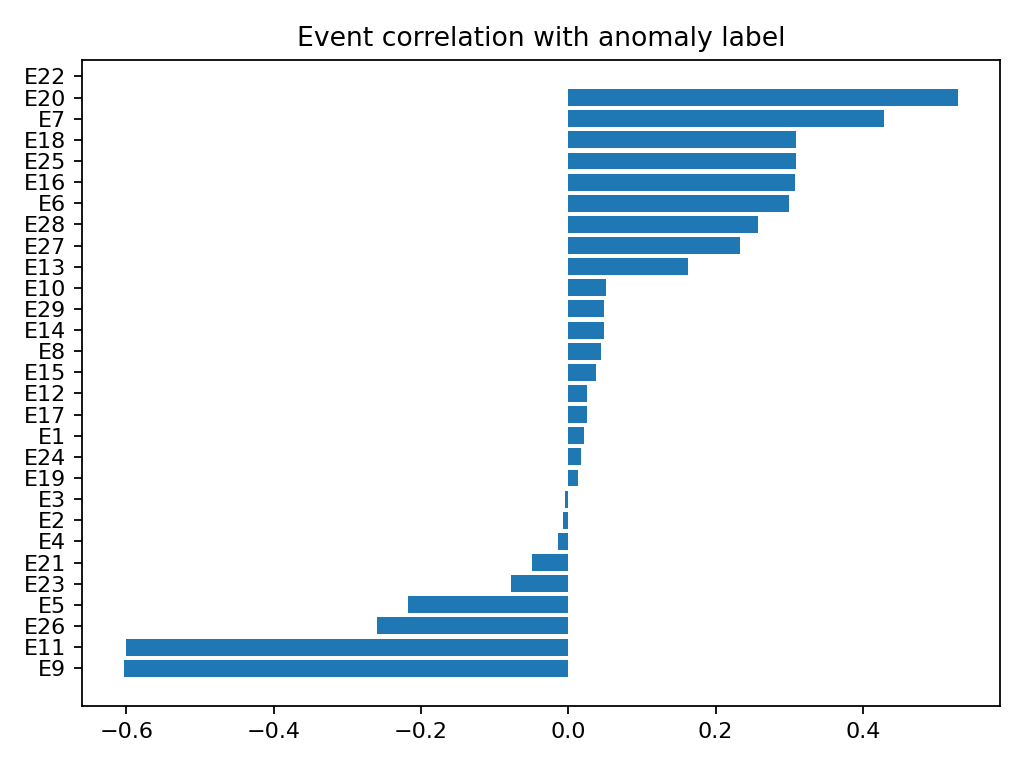 Event correlation with anomaly label
E22
E20
E7
E18
E25
E16
E6
E28
E27
E13
E10
E29
E14
E8
E15
E12
E17
E1
E24
E19
E3
E2
E4
E21
E23
E5
E26
E11
E9
−0.6 −0.4 −0.2 0.0 0.2 0.4